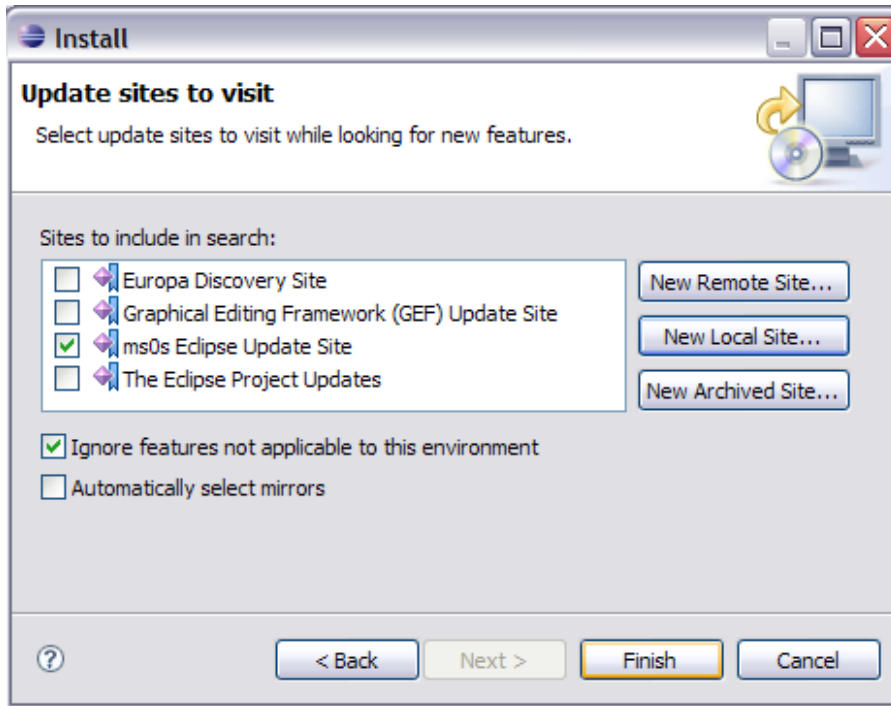 Install
Update sites to visit
Select update sites to visit while looking for new features.
Sites to include in search:
Europa Discovery Site
Graphical Editing Framework (GEF) Update Site
ms0s Eclipse Update Site
The Eclipse Project Updates
New Remote Site...
New Local Site...
New Archived Site...
Ignore features not applicable to this environment
Automatically select mirrors
?
< Back
Next >
Finish
Cancel